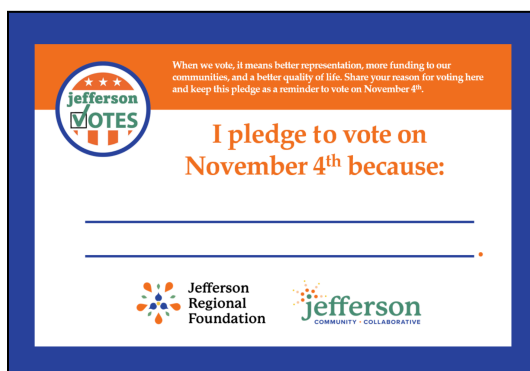 When we vote, it means better representation, more funding to our
communities, and a better quality of life. Share your reason for voting here
and keep this pledge as a reminder to vote on November 4th.
jefferson
VOTES
I pledge to vote on
November 4th because:
.
Jefferson
Regional
Foundation
jefferson
COMMUNITY · COLLABORATIVE